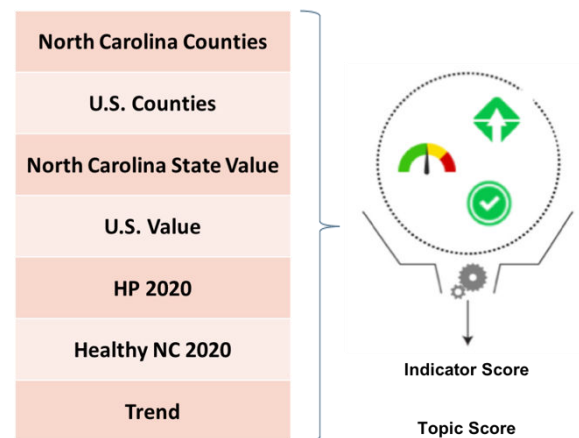 North Carolina Counties
U.S. Counties
North Carolina State Value
U.S. Value
HP 2020
Healthy NC 2020
Trend
Indicator Score
Topic Score